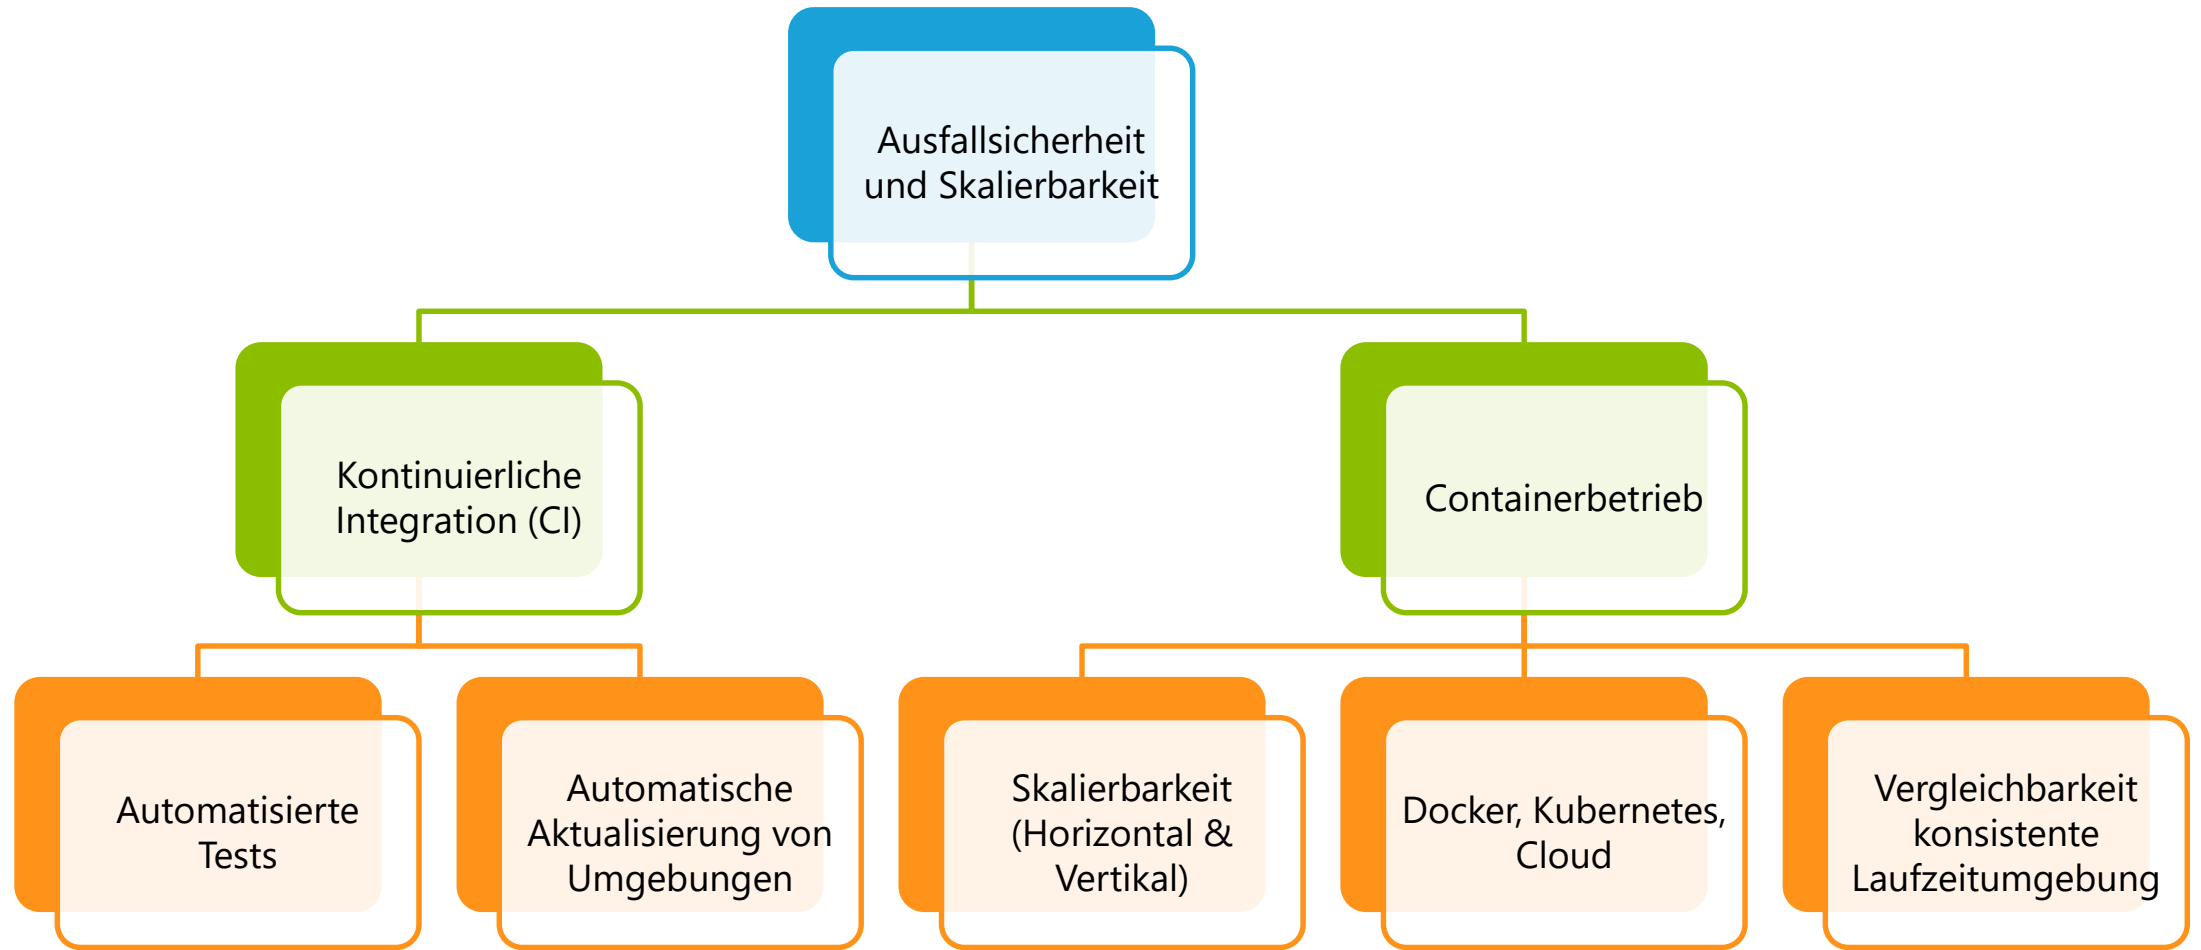 Ausfallsicherheit
und Skalierbarkeit
Kontinuierliche
Integration (CI)
Containerbetrieb
Automatisierte
Tests
Automatische
Aktualisierung von
Umgebungen
Skalierbarkeit
(Horizontal &
Vertikal)
Docker, Kubernetes,
Cloud
Vergleichbarkeit
konsistente
Laufzeitumgebung